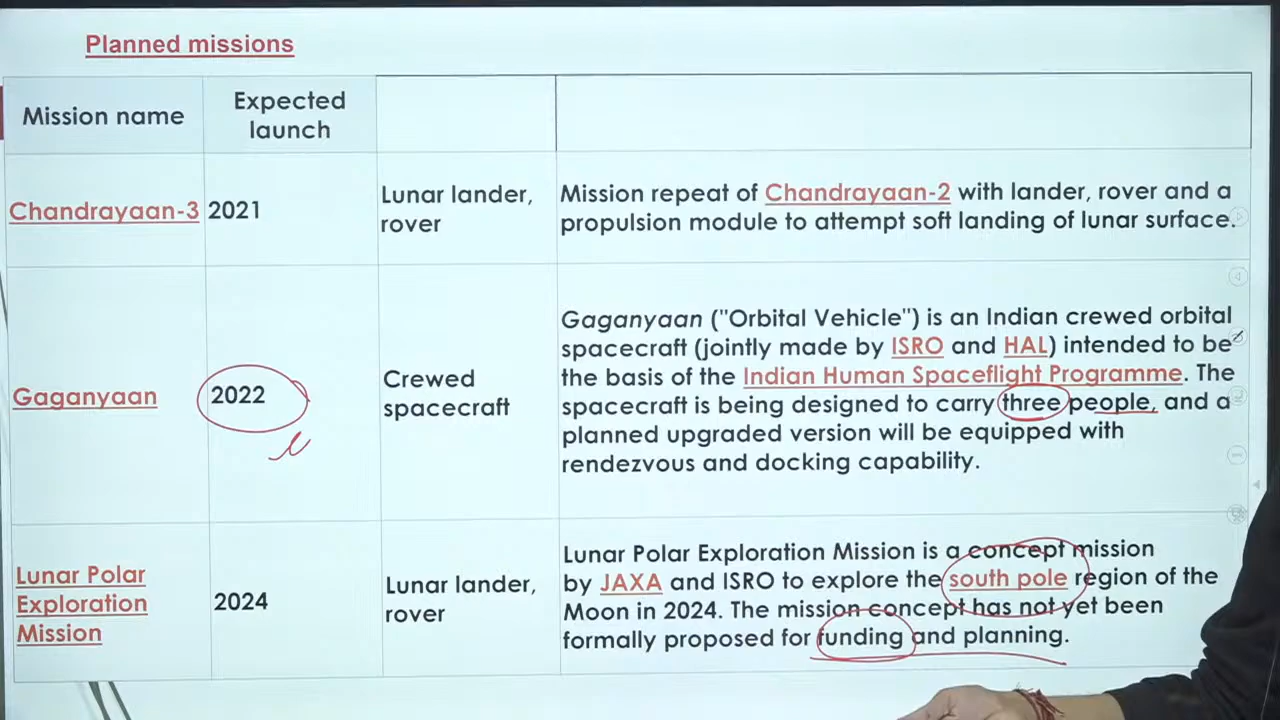 Planned missions
Mission name
Expected
launch
Chandrayaan-3
2021
Lunar lander,
rover
Mission repeat of Chandrayaan-2 with lander, rover and a
propulsion module to attempt soft landing of lunar surface.
Gaganyaan
2022
Crewed
spacecraft
Gaganyaan ("Orbital Vehicle") is an Indian crewed orbital
spacecraft (jointly made by ISRO and HAL) intended to be
the basis of the Indian Human Spaceflight Programme. The
spacecraft is being designed to carry three people, and a
planned upgraded version will be equipped with
rendezvous and docking capability.
Lunar Polar
Exploration
Mission
2024
Lunar lander,
rover
Lunar Polar Exploration Mission is a concept mission
by JAXA and ISRO to explore the south pole region of the
Moon in 2024. The mission concept has not yet been
formally proposed for funding and planning.